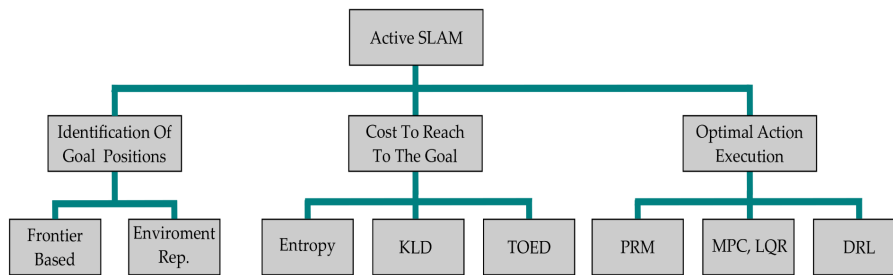 Active SLAM
Identification Of
Goal Positions
Cost To Reach
To The Goal
Optimal Action
Execution
Frontier
Based
Enviroment
Rep.
Entropy
KLD
TOED
PRM
MPC, LQR
DRL